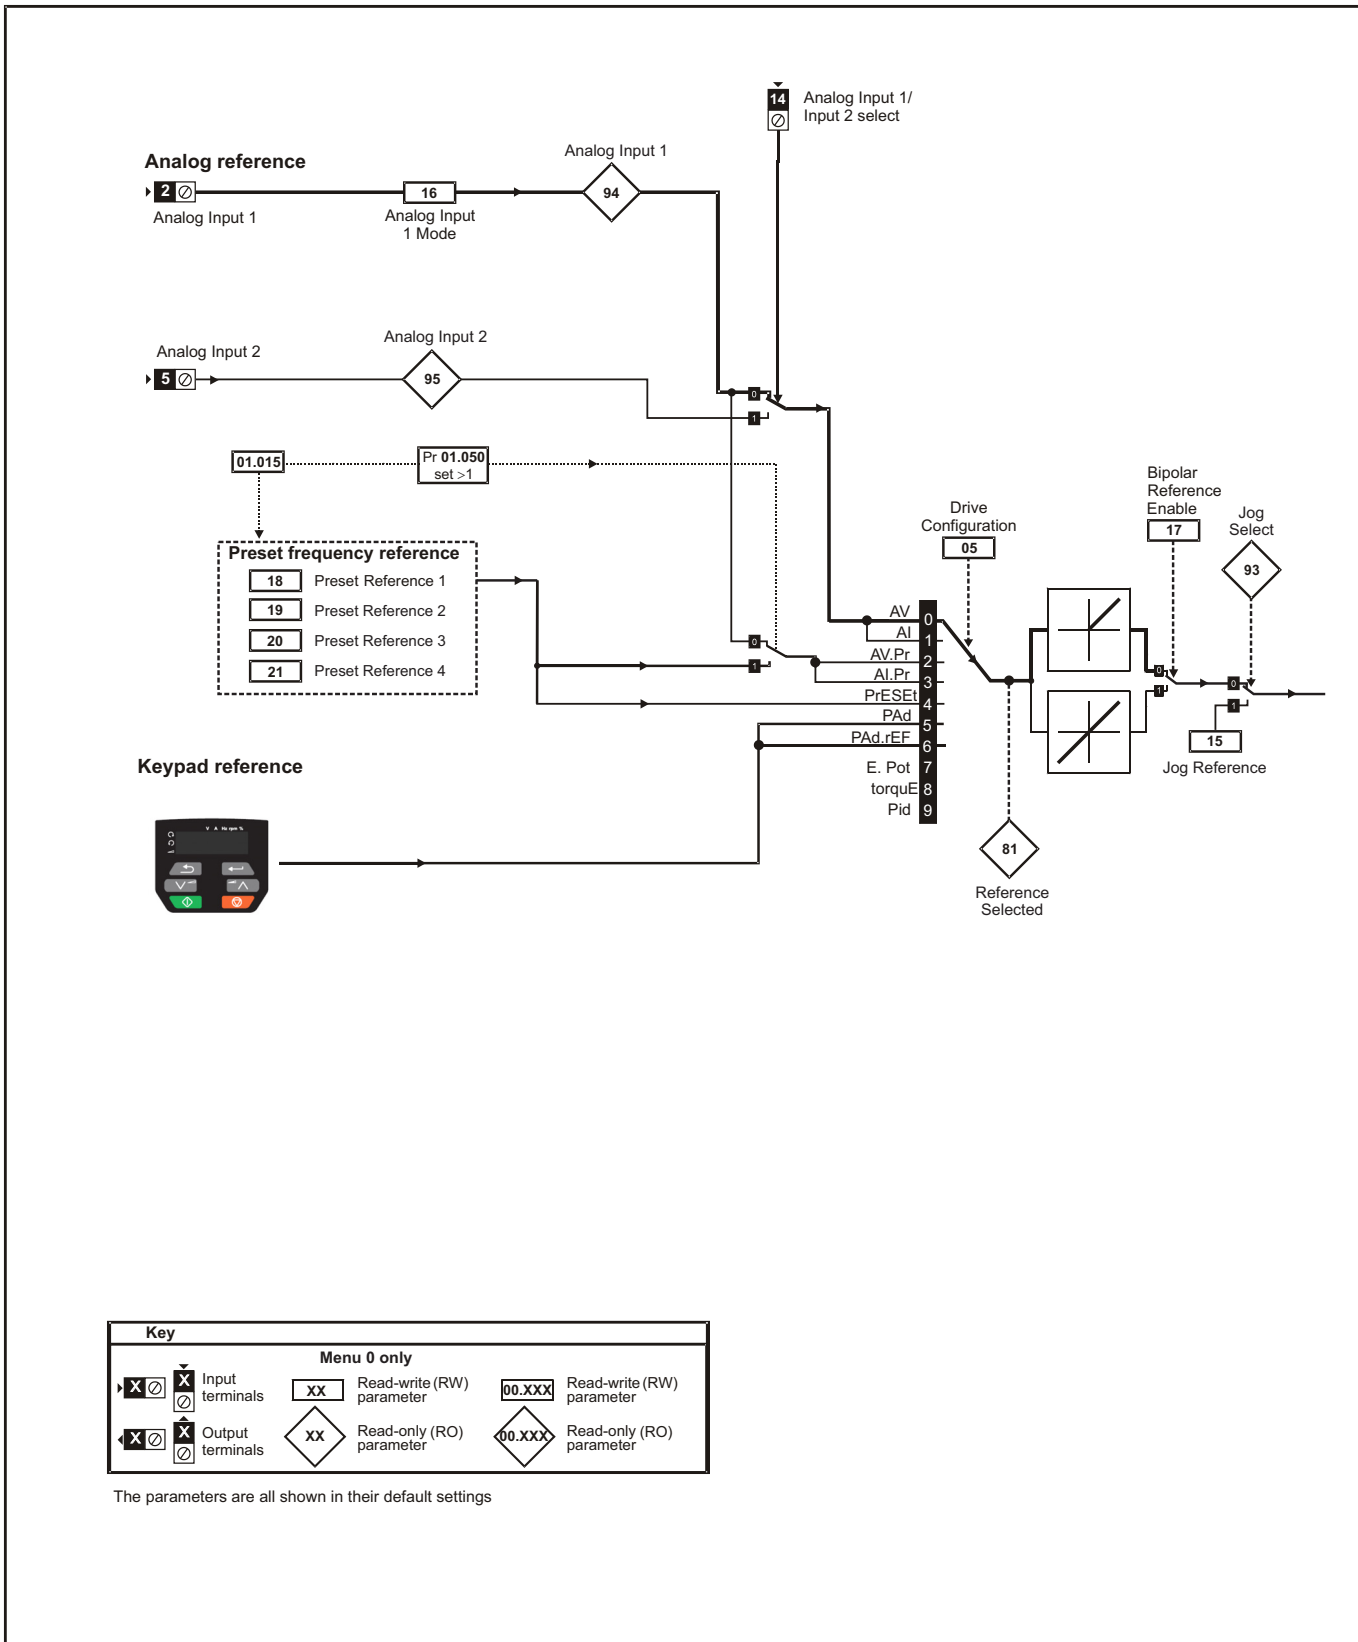 14
Analog Input 1/
Input 2 select
Analog reference
Analog Input 1
2
16
94
Analog Input 1
Analog Input
1 Mode
Analog Input 2
Analog Input 2
5
95
0
1
01.015
Pr 01.050
set >1
Preset frequency reference
18 Preset Reference 1
19 Preset Reference 2
20 Preset Reference 3
21 Preset Reference 4
0
1
Drive
Configuration
05
Bipolar
Reference
Enable
17
Jog
Select
93
AV 0
AI 1
AV.Pr 2
AI.Pr 3
PrESEt 4
PAd 5
PAd.rEF 6
E. Pot 7
torquE 8
Pid 9
0
1
0
1
15
Jog Reference
81
Reference
Selected
Keypad reference
V A Hz rpm %
Key
Menu 0 only
X X Input
terminals
XX Read-write (RW)
parameter
00.XXX Read-write (RW)
parameter
X X Output
terminals
XX Read-only (RO)
parameter
00.XXX Read-only (RO)
parameter
The parameters are all shown in their default settings